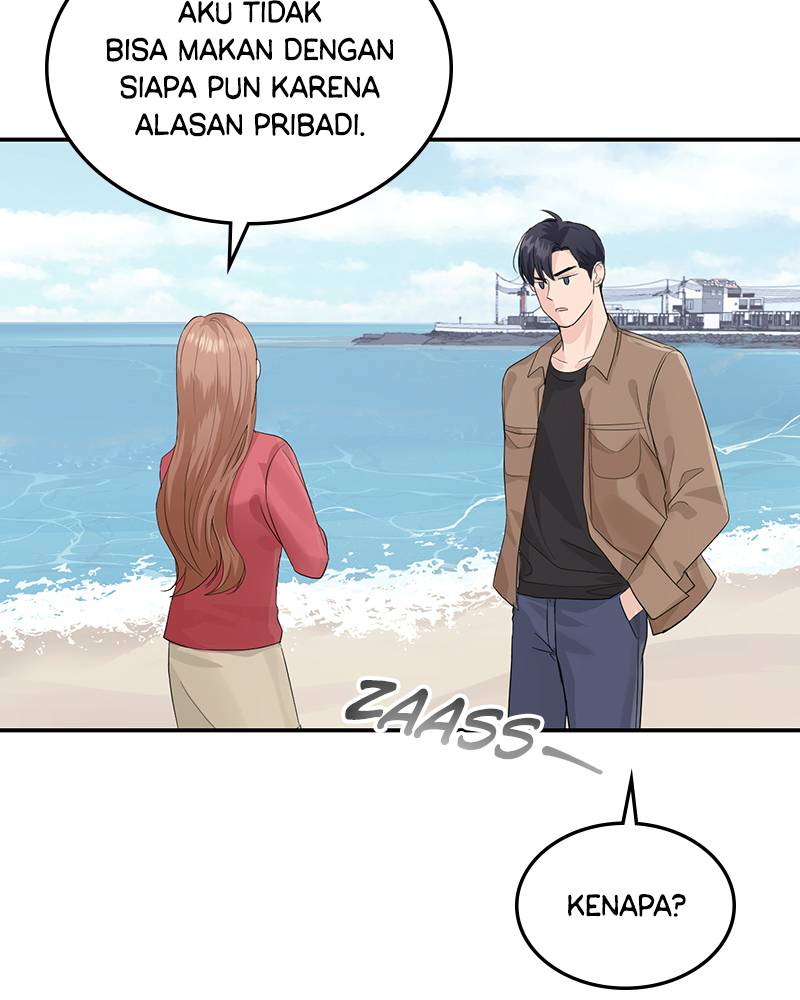 AKU TIDAK
BISA MAKAN DENGAN
SIAPA PUN KARENA
ALASAN PRIBADI.
ZAASS
KENAPA?